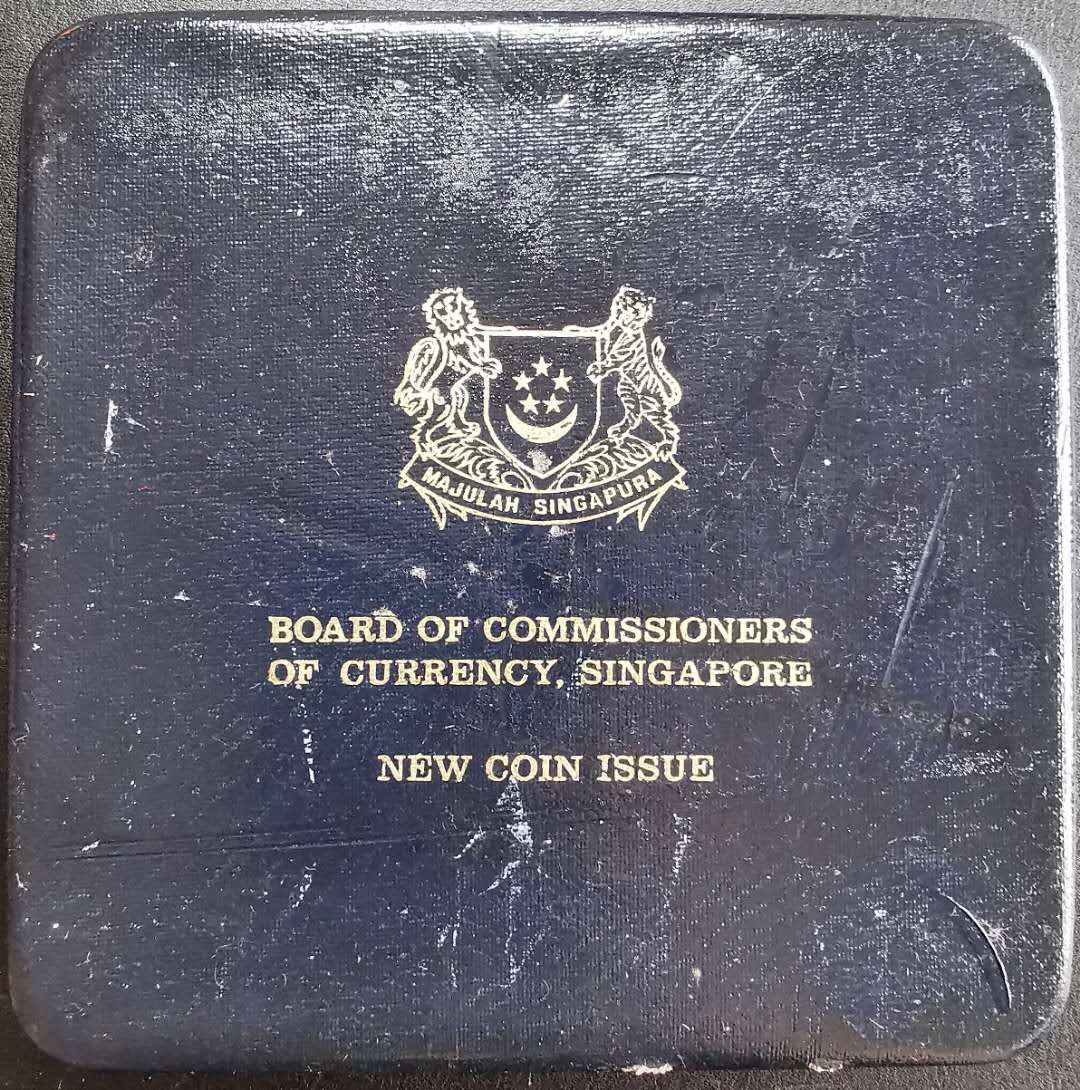 MAJULAH SINGAPURA
BOARD OF COMMISSIONERS
OF CURRENCY, SINGAPORE
NEW COIN ISSUE